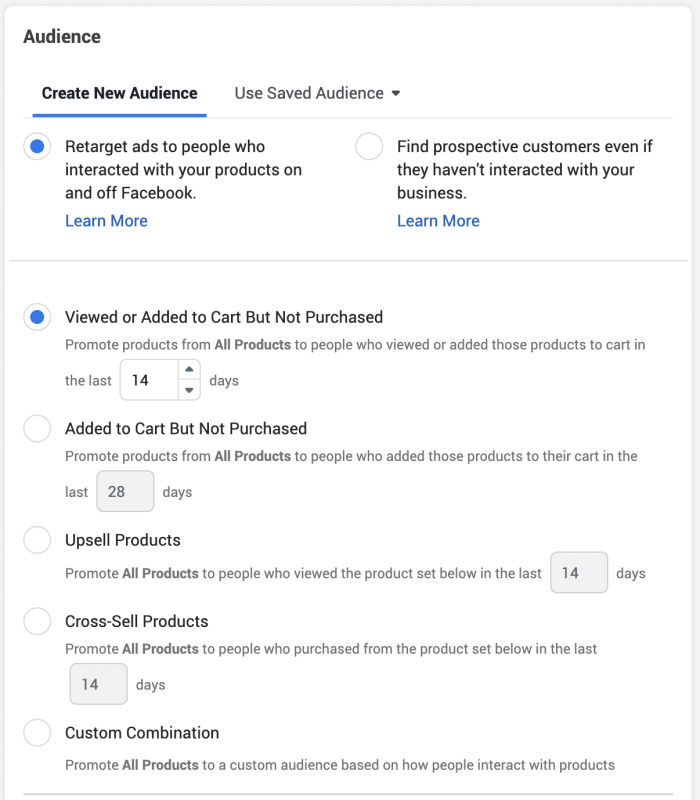 Audience
Create New Audience Use Saved Audience
Retarget ads to people who
interacted with your products on
and off Facebook.
Learn More
Find prospective customers even if
they haven't interacted with your
business.
Learn More
Viewed or Added to Cart But Not Purchased
Promote products from All Products to people who viewed or added those products to cart in
the last 14 days
Added to Cart But Not Purchased
Promote products from All Products to people who added those products to their cart in the
last 28 days
Upsell Products
Promote All Products to people who viewed the product set below in the last 14 days
Cross-Sell Products
Promote All Products to people who purchased from the product set below in the last
14 days
Custom Combination
Promote All Products to a custom audience based on how people interact with products